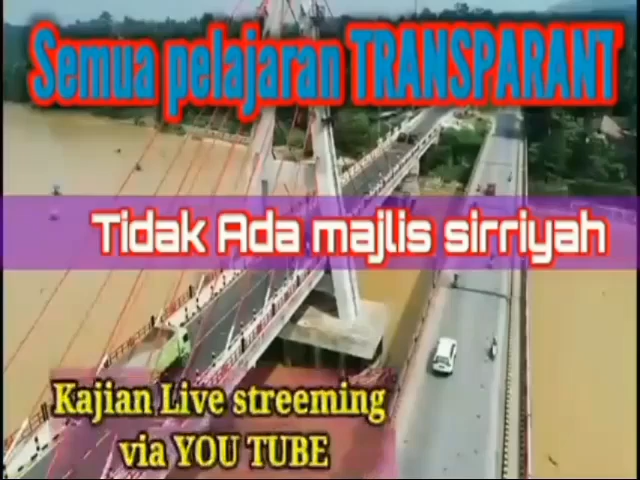 Semua pelajaran TRANSPARANT
Tidak Ada majlis sirriyah
Kajian Live streeming
via YOU TUBE